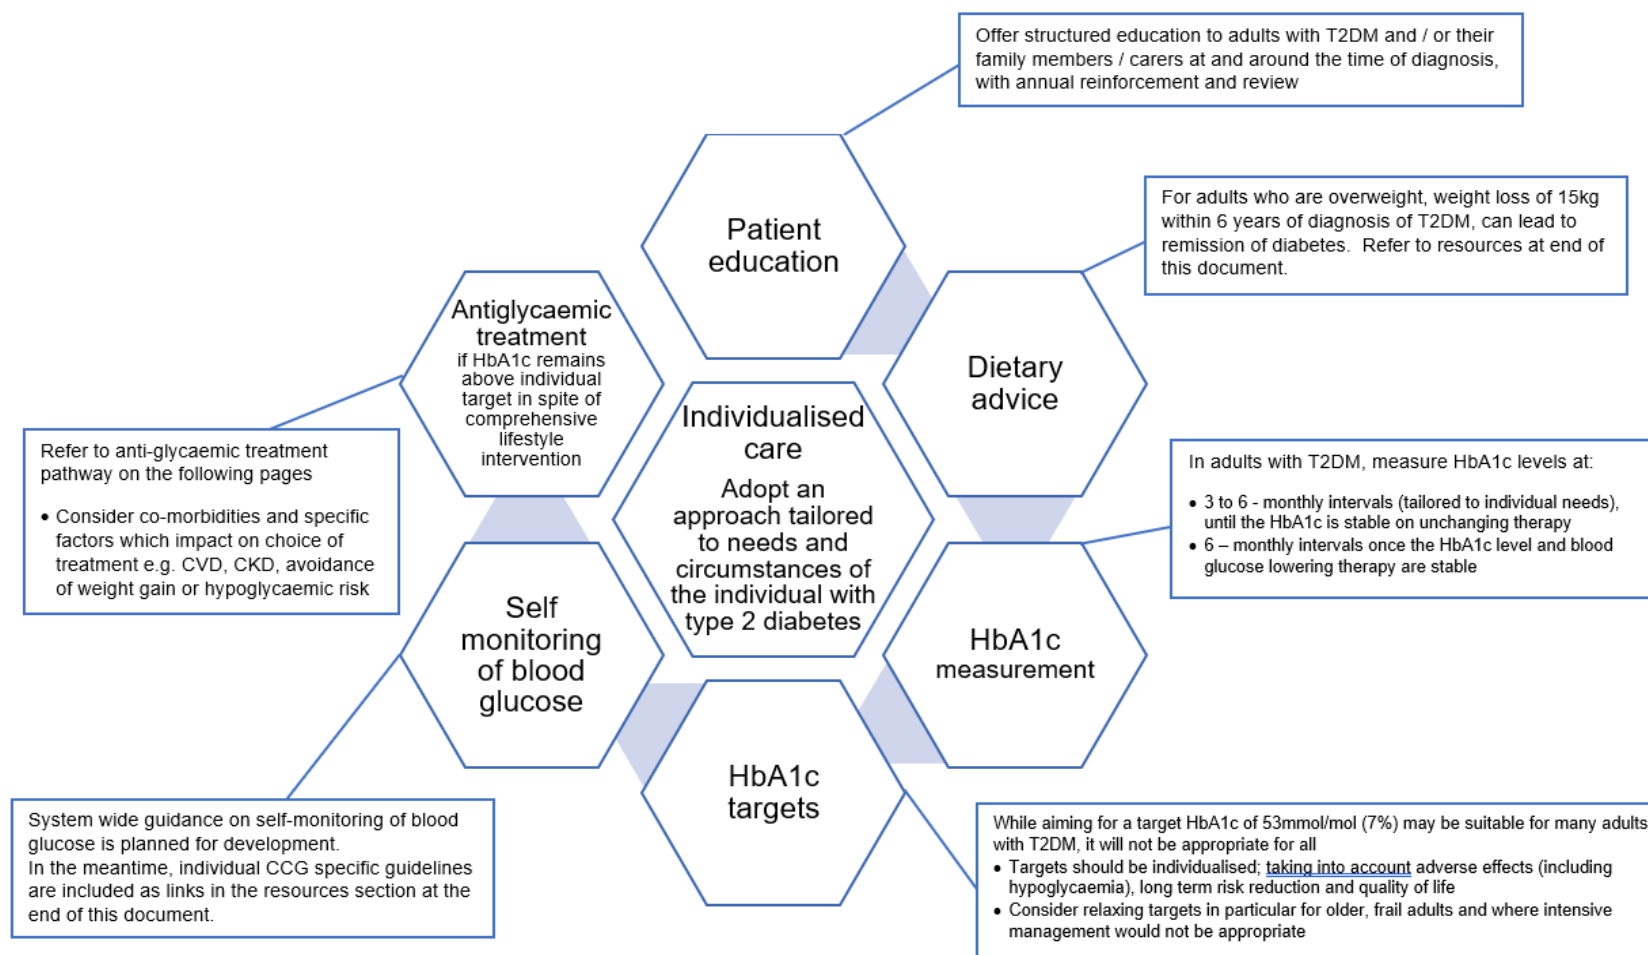 Offer structured education to adults with T2DM and / or their
family members / carers at and around the time of diagnosis,
with annual reinforcement and review
Patient
education
For adults who are overweight, weight loss of 15kg
within 6 years of diagnosis of T2DM, can lead to
remission of diabetes.  Refer to resources at end of
this document.
Dietary
advice
Antiglycaemic
treatment
if HbA1c remains
above individual
target in spite of
comprehensive
lifestyle
intervention
Individualised
care
Adopt an
approach tailored
to needs and
circumstances of
the individual with
type 2 diabetes
Refer to anti-glycaemic treatment
pathway on the following pages
• Consider co-morbidities and specific
factors which impact on choice of
treatment e.g. CVD, CKD, avoidance
of weight gain or hypoglycaemic risk
In adults with T2DM, measure HbA1c levels at:
• 3 to 6 - monthly intervals (tailored to individual needs),
until the HbA1c is stable on unchanging therapy
• 6 – monthly intervals once the HbA1c level and blood
glucose lowering therapy are stable
Self
monitoring
of blood
glucose
HbA1c
measurement
HbA1c
targets
System wide guidance on self-monitoring of blood
glucose is planned for development.
In the meantime, individual CCG specific guidelines
are included as links in the resources section at the
end of this document.
While aiming for a target HbA1c of 53mmol/mol (7%) may be suitable for many adults
with T2DM, it will not be appropriate for all
• Targets should be individualised; taking into account adverse effects (including
hypoglycaemia), long term risk reduction and quality of life
• Consider relaxing targets in particular for older, frail adults and where intensive
management would not be appropriate